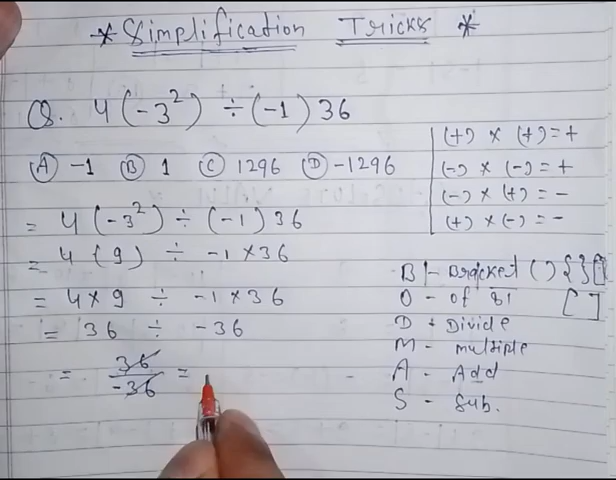 * Simplification Tricks *
Q. 4(-3²) ÷ (-1) 36
(A) -1 (B) 1 (C) 1296 (D) -1296
= 4(-3²) ÷ (-1) 36
= 4(9) ÷ -1 × 36
= 4 × 9 ÷ -1 × 36
= 36 ÷ -36
= 36/-36 =
(+) × (+) = +
(-) × (-) = +
(-) × (+) = -
(+) × (-) = -
B - Bracket ( ) { } [ ]
O - of
D - Divide
M - multiple
A - Add
S - Sub.